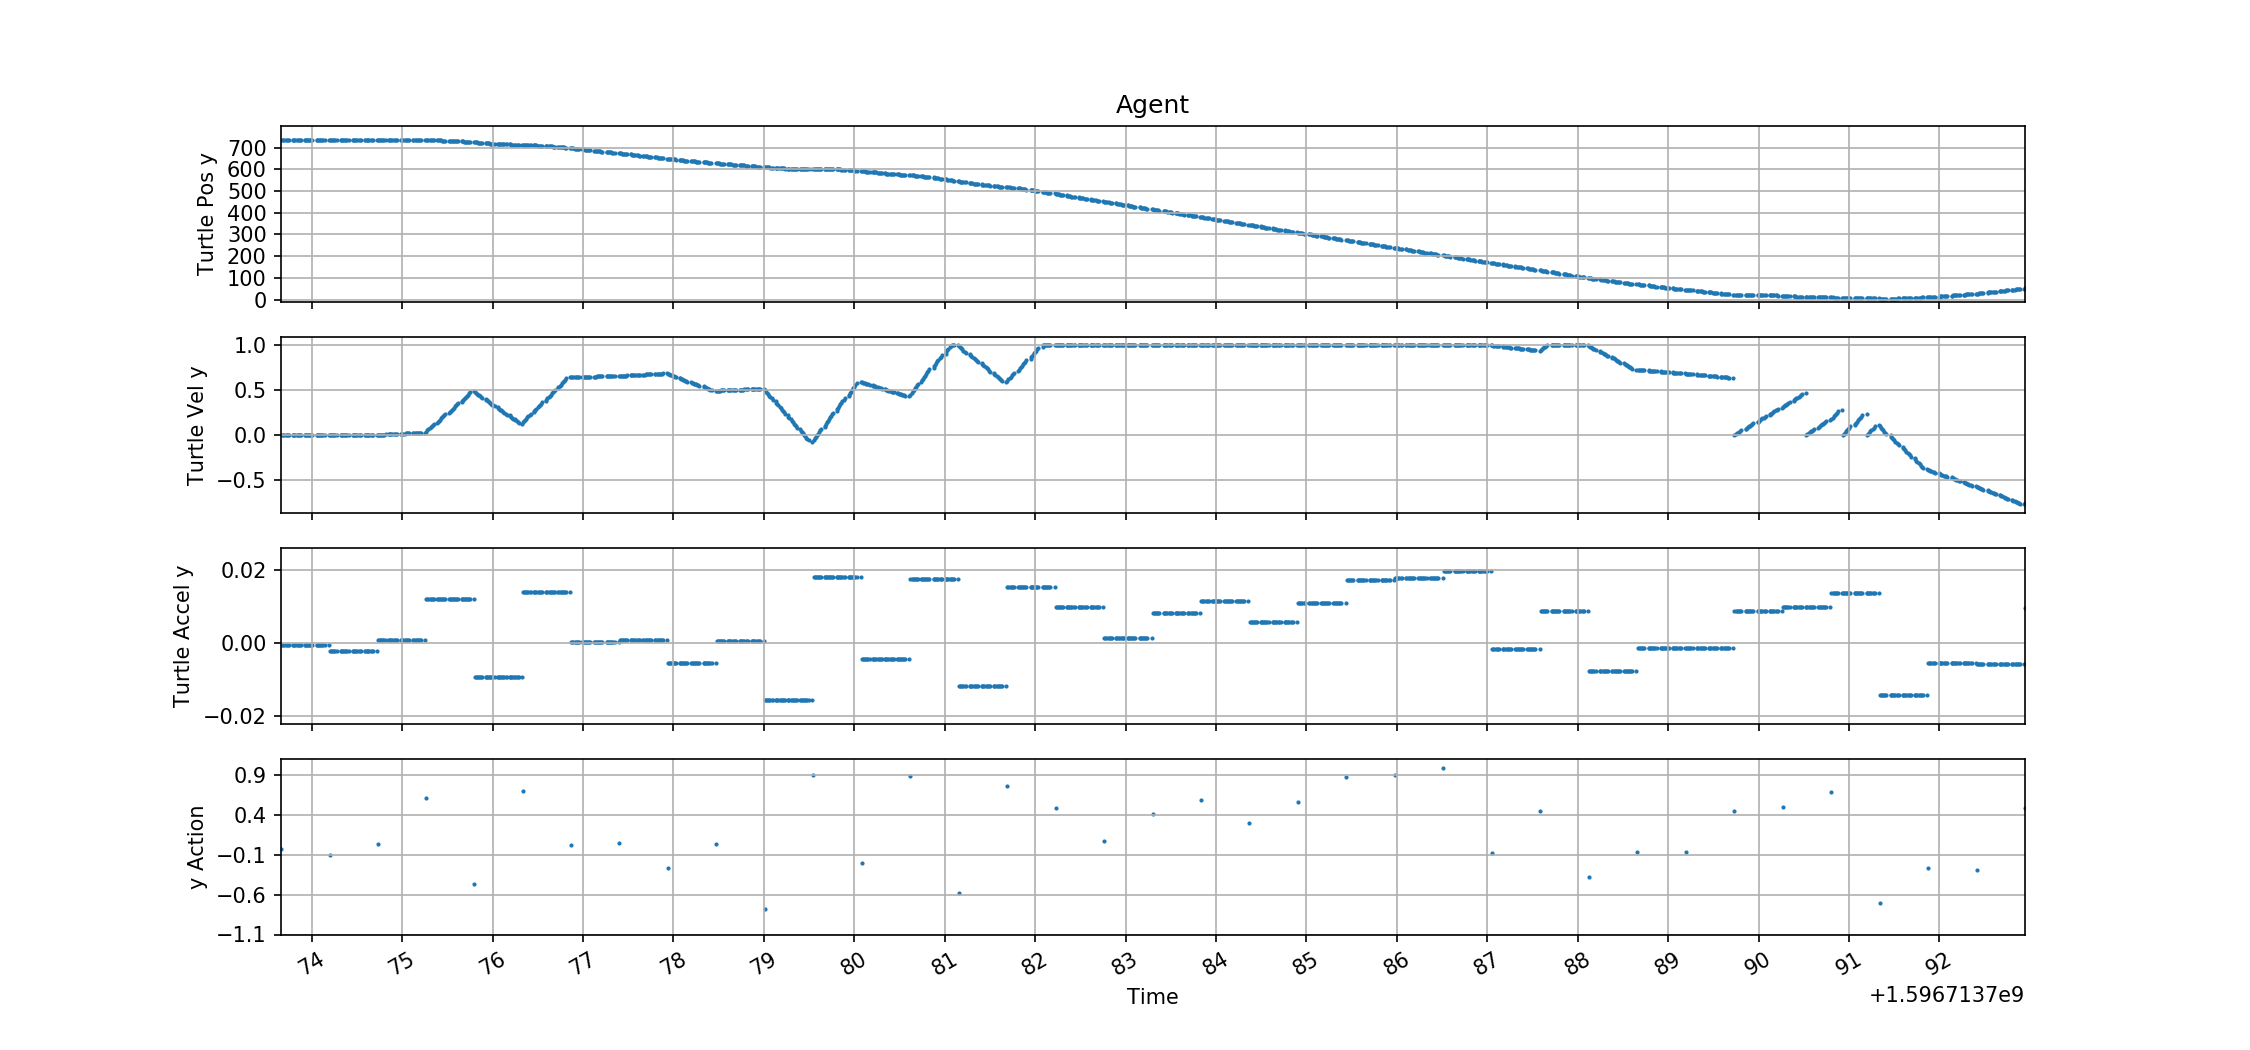 Agent
Turtle Pos y
700
600
500
400
300
200
100
0
Turtle Vel y
1.0
0.5
0.0
−0.5
Turtle Accel y
0.02
0.00
−0.02
y Action
0.9
0.4
−0.1
−0.6
−1.1
74 75 76 77 78 79 80 81 82 83 84 85 86 87 88 89 90 91 92
Time
+1.5967137e9